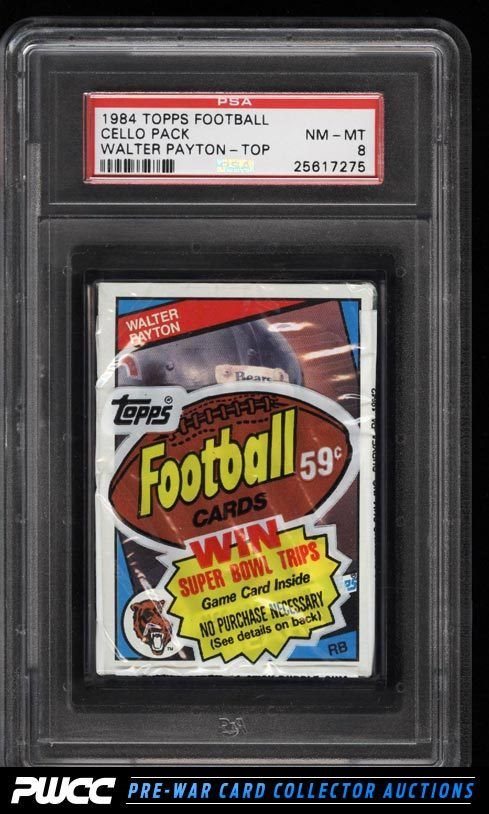 PSA
1984 TOPPS FOOTBALL
CELLO PACK NM - MT
WALTER PAYTON - TOP 8
25617275
WALTER
PAYTON
Bears
TOPPS
Football
59¢
CARDS
WIN
SUPER BOWL TRIPS
Game Card Inside
NO PURCHASE NECESSARY
(See details on back)
RB
PSA
PWCC PRE-WAR CARD COLLECTOR AUCTIONS